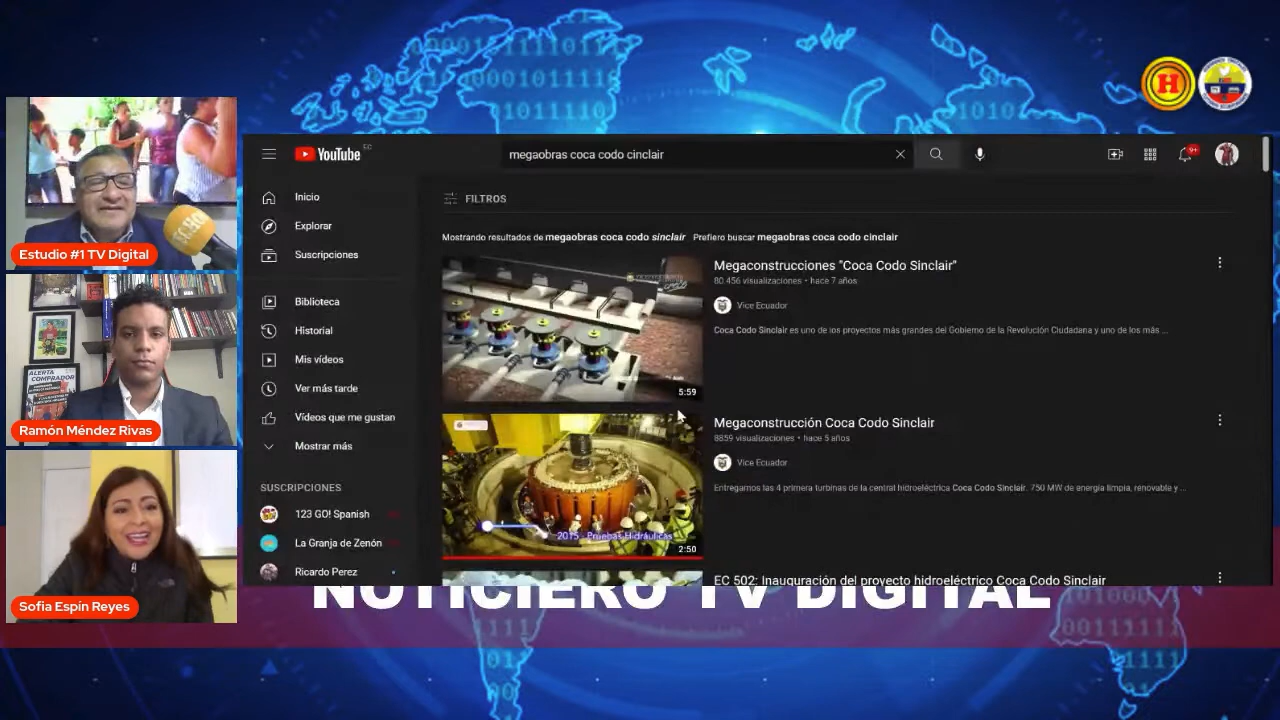 H
ECHO
Estudio #1 TV Digital
ALERTA
COMPRADOR
Ramón Méndez Rivas
Sofia Espín Reyes
YouTube EC
megaobras coca codo cinclair
9+
Inicio
Explorar
Suscripciones
Biblioteca
Historial
Mis vídeos
Ver más tarde
Vídeos que me gustan
Mostrar más
SUSCRIPCIONES
123 GO! Spanish
La Granja de Zenón
Ricardo Perez
FILTROS
Mostrando resultados de megaobras coca codo sinclair Prefiero buscar megaobras coca codo cinclair
5:59
Megaconstrucciones "Coca Codo Sinclair"
80.456 visualizaciones • hace 7 años
Vice Ecuador
Coca Codo Sinclair es uno de los proyectos más grandes del Gobierno de la Revolución Ciudadana y uno de los más ...
2015 - Pruebas Hidráulicas
2:50
Megaconstrucción Coca Codo Sinclair
8859 visualizaciones • hace 5 años
Vice Ecuador
Entregamos las 4 primera turbinas de la central hidroeléctrica Coca Codo Sinclair. 750 MW de energía limpia, renovable y ...
EC 502: Inauguración del proyecto hidroeléctrico Coca Codo Sinclair
NOTICIERO TV DIGITAL